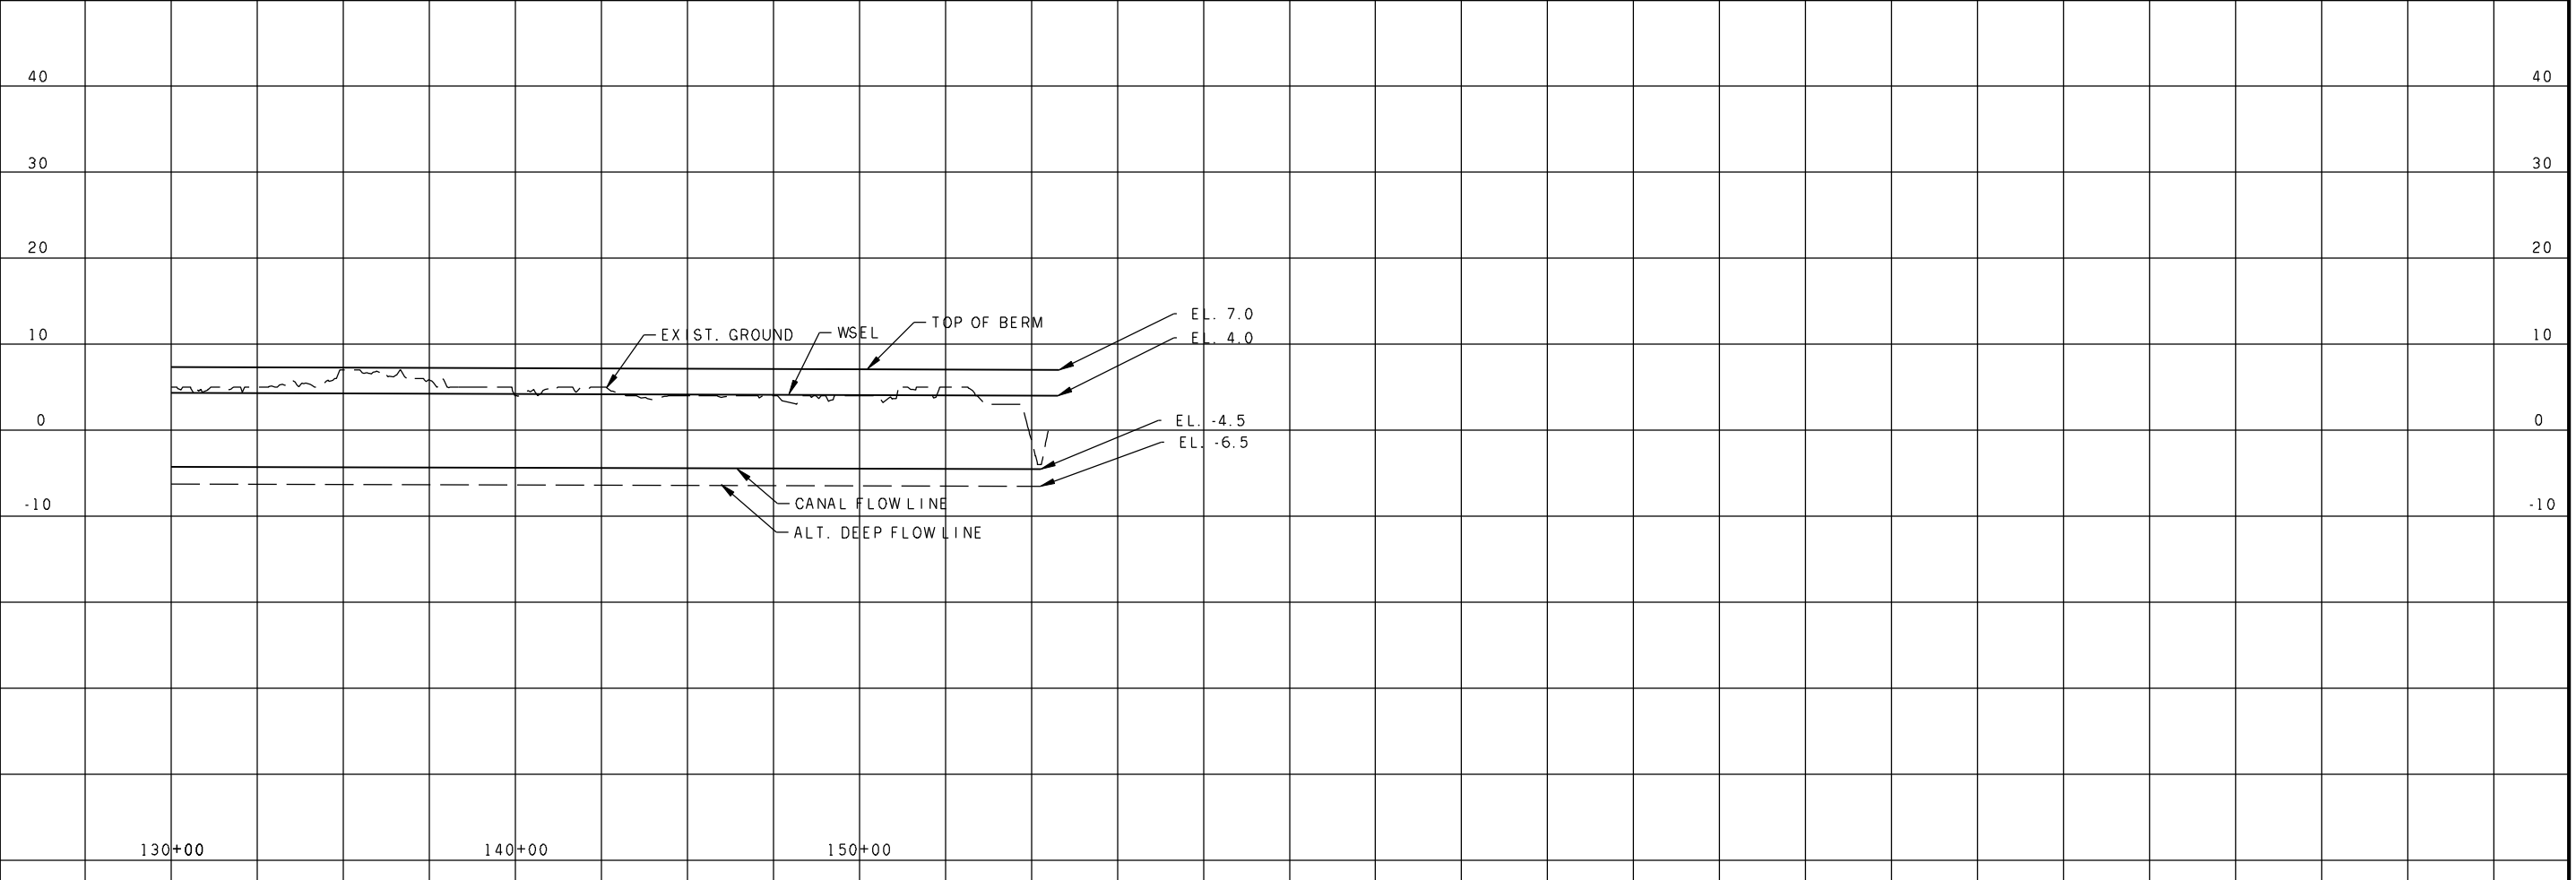 40 40
30 30
20 20
EL. 7.0
TOP OF BERM
EXIST. GROUND WSEL
10 EL. 4.0 10
0 EL. -4.5 0
EL. -6.5
-10 CANAL FLOWLINE -10
ALT. DEEP FLOWLINE
130+00 140+00 150+00